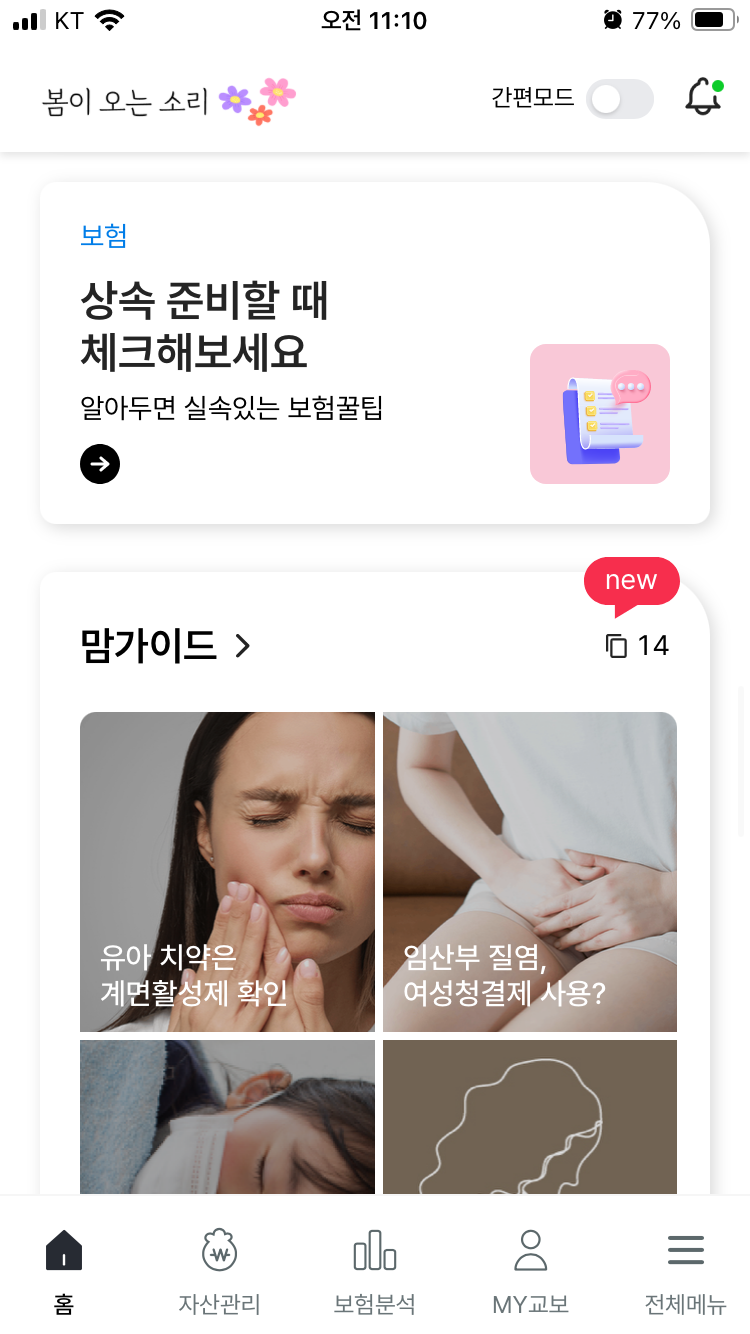 KT 오전 11:10 77%
봄이 오는 소리 간편모드
보험
상속 준비할 때
체크해보세요
알아두면 실속있는 보험꿀팁
new
맘가이드 14
유아 치약은
계면활성제 확인
임산부 질염,
여성청결제 사용?
홈 자산관리 보험분석 MY교보 전체메뉴